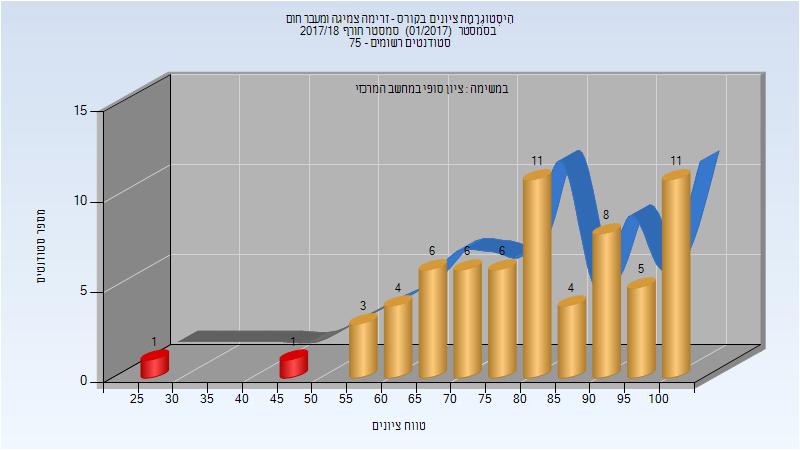 היסטוגרמת ציונים בקורס - זרימה צמיגה ומעבר חום
בסמסטר (01/2017) סמסטר חורף 2017/18
סטודנטים רשומים - 75
במשימה : ציון סופי במחשב המרכזי
מספר סטודנטים
15
10
5
0
1
1
3
4
6
6
6
11
4
8
5
11
25 30 35 40 45 50 55 60 65 70 75 80 85 90 95 100
טווח ציונים